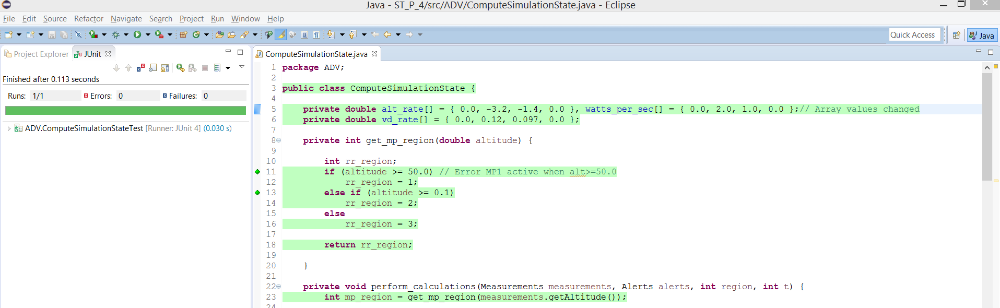 Java - ST_P_4/src/ADV/ComputeSimulationState.java - Eclipse
File Edit Source Refactor Navigate Search Project Run Window Help
Quick Access
Java
Project Explorer
JUnit
Finished after 0.113 seconds
Runs: 1/1 Errors: 0 Failures: 0
ADV.ComputeSimulationStateTest [Runner: JUnit 4] (0.030 s)
ComputeSimulationState.java
1 package ADV;
2
3 public class ComputeSimulationState {
4
5 private double alt_rate[] = { 0.0, -3.2, -1.4, 0.0 }, watts_per_sec[] = { 0.0, 2.0, 1.0, 0.0 };// Array values changed
6 private double vd_rate[] = { 0.0, 0.12, 0.097, 0.0 };
7
8 private int get_mp_region(double altitude) {
9
10 int rr_region;
11 if (altitude >= 50.0) // Error MP1 active when alt>=50.0
12 rr_region = 1;
13 else if (altitude >= 0.1)
14 rr_region = 2;
15 else
16 rr_region = 3;
17
18 return rr_region;
19
20 }
21
22 private void perform_calculations(Measurements measurements, Alerts alerts, int region, int t) {
23 int mp_region = get_mp_region(measurements.getAltitude());
24